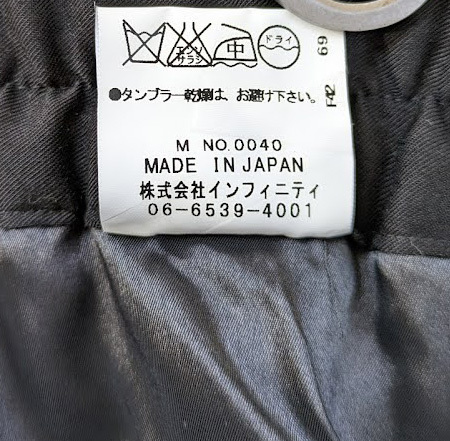 エンソ
サラシ
中
ドライ
●タンブラー乾燥は、お避け下さい。
M NO.0040
MADE IN JAPAN
株式会社インフィニティ
06-6539-4001
69